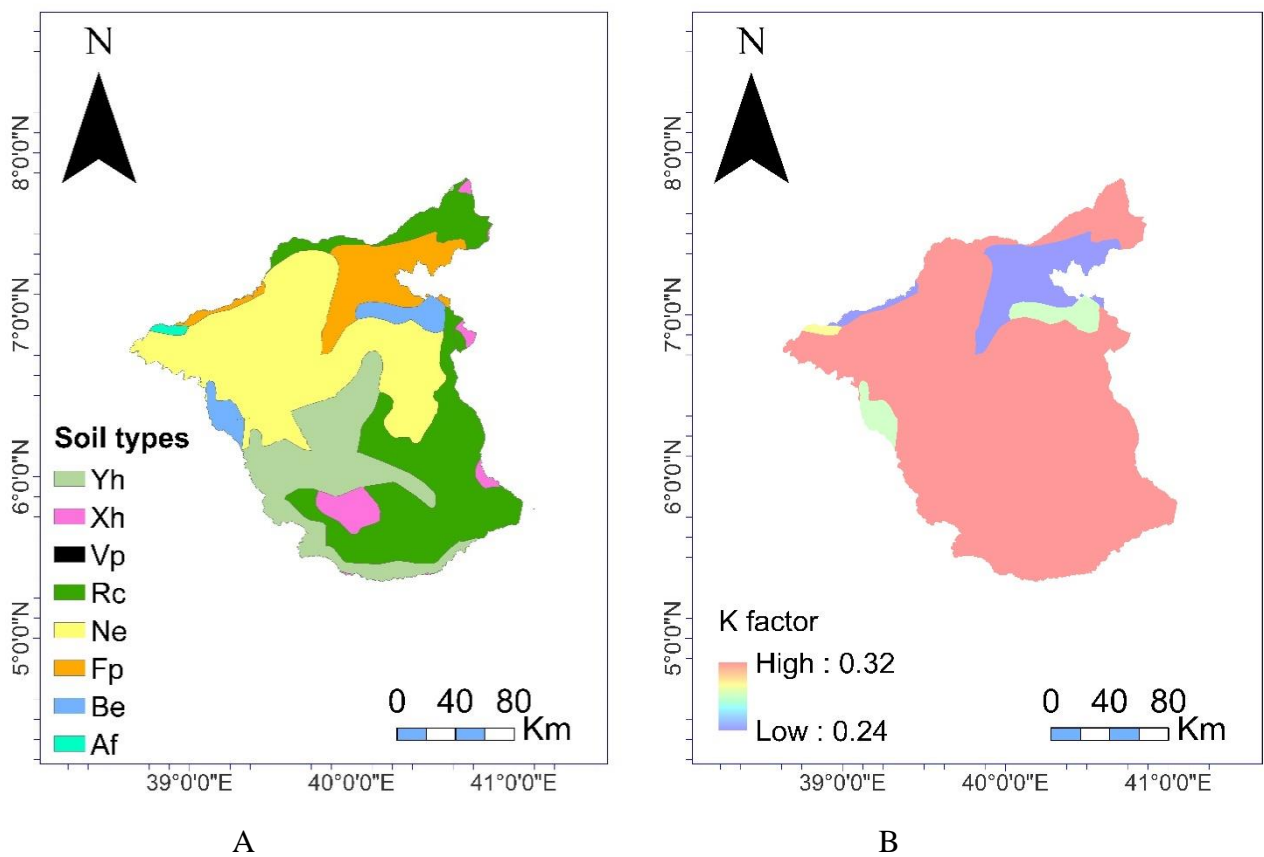 N
8°0'0"N
7°0'0"N
6°0'0"N
5°0'0"N
Soil types
Yh
Xh
Vp
Rc
Ne
Fp
Be
Af
0 40 80
Km
39°0'0"E 40°0'0"E 41°0'0"E
A
N
8°0'0"N
7°0'0"N
6°0'0"N
5°0'0"N
K factor
High : 0.32
Low : 0.24
0 40 80
Km
39°0'0"E 40°0'0"E 41°0'0"E
B